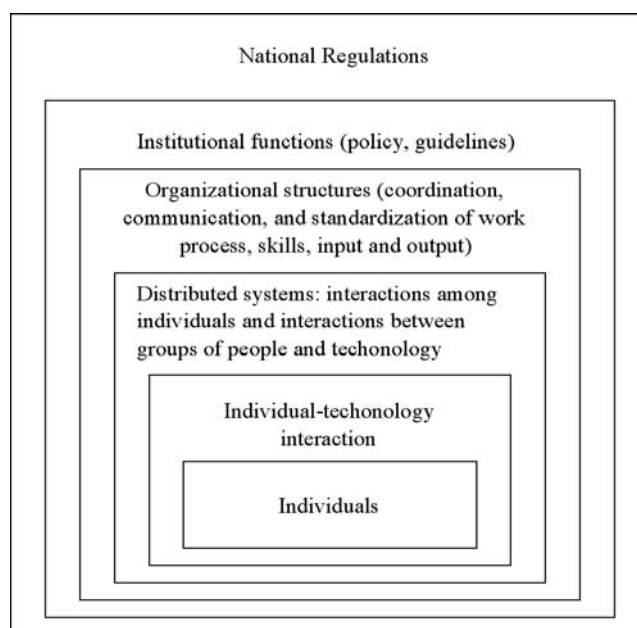 National Regulations
Institutional functions (policy, guidelines)
Organizational structures (coordination,
communication, and standardization of work
process, skills, input and output)
Distributed systems: interactions among
individuals and interactions between
groups of people and techonology
Individual-techonology
interaction
Individuals